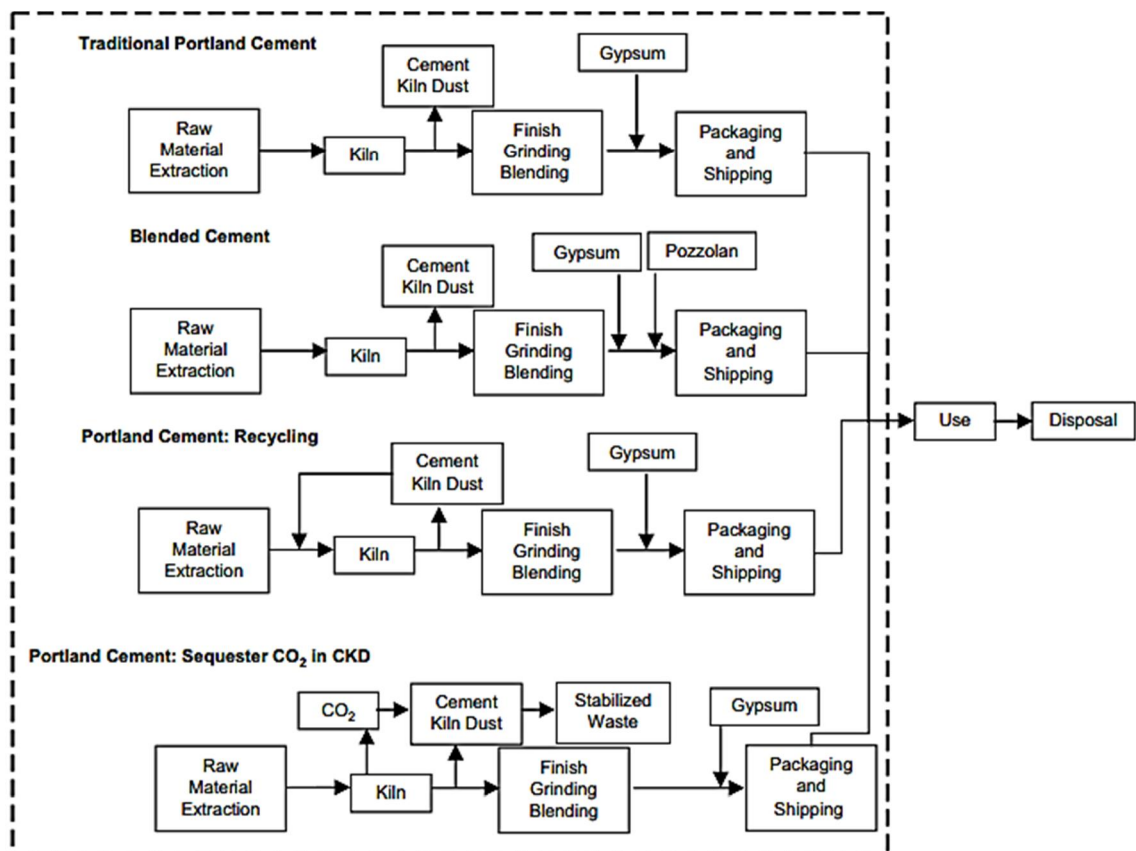 Traditional Portland Cement
Cement
Kiln Dust
Gypsum
Raw
Material
Extraction
Kiln
Finish
Grinding
Blending
Packaging
and
Shipping
Blended Cement
Cement
Kiln Dust
Gypsum
Pozzolan
Raw
Material
Extraction
Kiln
Finish
Grinding
Blending
Packaging
and
Shipping
Use
Disposal
Portland Cement: Recycling
Cement
Kiln Dust
Gypsum
Raw
Material
Extraction
Kiln
Finish
Grinding
Blending
Packaging
and
Shipping
Portland Cement: Sequester CO₂ in CKD
CO₂
Cement
Kiln Dust
Stabilized
Waste
Gypsum
Raw
Material
Extraction
Kiln
Finish
Grinding
Blending
Packaging
and
Shipping